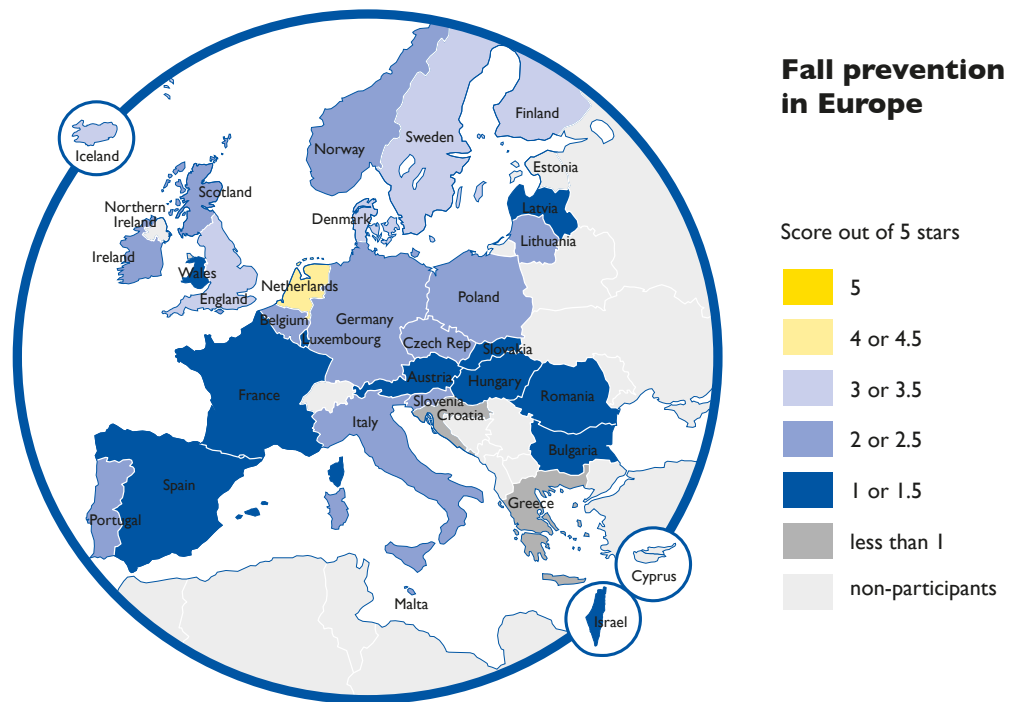 Fall prevention
in Europe
Score out of 5 stars
5
4 or 4.5
3 or 3.5
2 or 2.5
1 or 1.5
less than 1
non-participants
Iceland
Finland
Sweden
Norway
Estonia
Scotland
Latvia
Northern
Ireland
Denmark
Lithuania
Ireland
Wales
Netherlands
England
Poland
Belgium
Germany
Luxembourg
Czech Rep
Slovakia
Austria
Hungary
France
Romania
Slovenia
Croatia
Italy
Bulgaria
Spain
Greece
Portugal
Cyprus
Malta
Israel